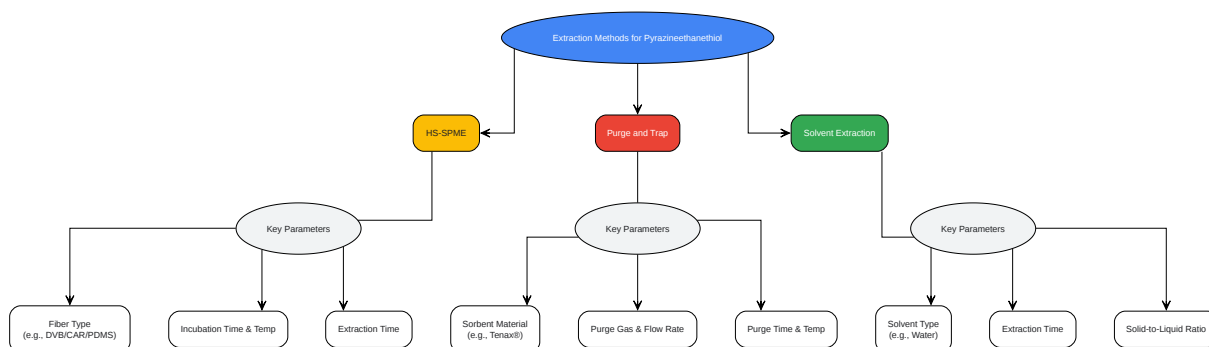 Extraction Methods for Pyrazineethanethiol
HS-SPME
Purge and Trap
Solvent Extraction
Key Parameters
Key Parameters
Key Parameters
Fiber Type
(e.g., DVB/CAR/PDMS)
Incubation Time & Temp
Extraction Time
Sorbent Material
(e.g., Tenax®)
Purge Gas & Flow Rate
Purge Time & Temp
Solvent Type
(e.g., Water)
Extraction Time
Solid-to-Liquid Ratio